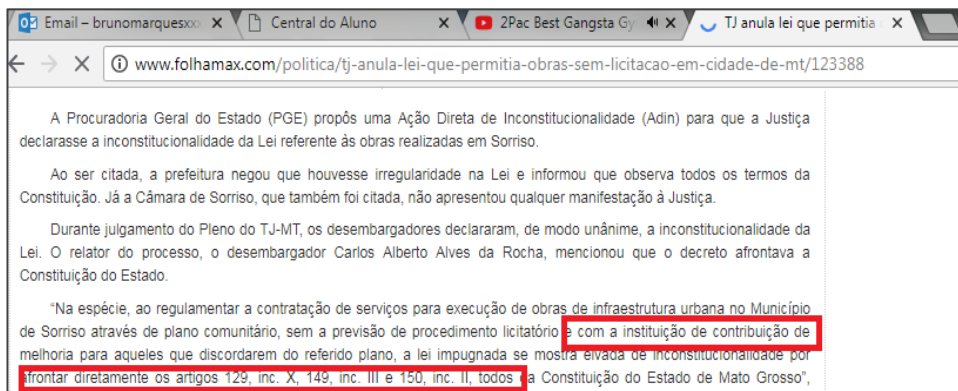 Email – brunomarquesxxx
Central do Aluno
2Pac Best Gangsta Gy
TJ anula lei que permitia
www.folhamax.com/politica/tj-anula-lei-que-permitia-obras-sem-licitacao-em-cidade-de-mt/123388
A Procuradoria Geral do Estado (PGE) propôs uma Ação Direta de Inconstitucionalidade (Adin) para que a Justiça
declarasse a inconstitucionalidade da Lei referente às obras realizadas em Sorriso.
Ao ser citada, a prefeitura negou que houvesse irregularidade na Lei e informou que observa todos os termos da
Constituição. Já a Câmara de Sorriso, que também foi citada, não apresentou qualquer manifestação à Justiça.
Durante julgamento do Pleno do TJ-MT, os desembargadores declararam, de modo unânime, a inconstitucionalidade da
Lei. O relator do processo, o desembargador Carlos Alberto Alves da Rocha, mencionou que o decreto afrontava a
Constituição do Estado.
“Na espécie, ao regulamentar a contratação de serviços para execução de obras de infraestrutura urbana no Município
de Sorriso através de plano comunitário, sem a previsão de procedimento licitatório e com a instituição de contribuição de
melhoria para aqueles que discordarem do referido plano, a lei impugnada se mostra eivada de inconstitucionalidade por
afrontar diretamente os artigos 129, inc. X, 149, inc. III e 150, inc. II, todos da Constituição do Estado de Mato Grosso”,